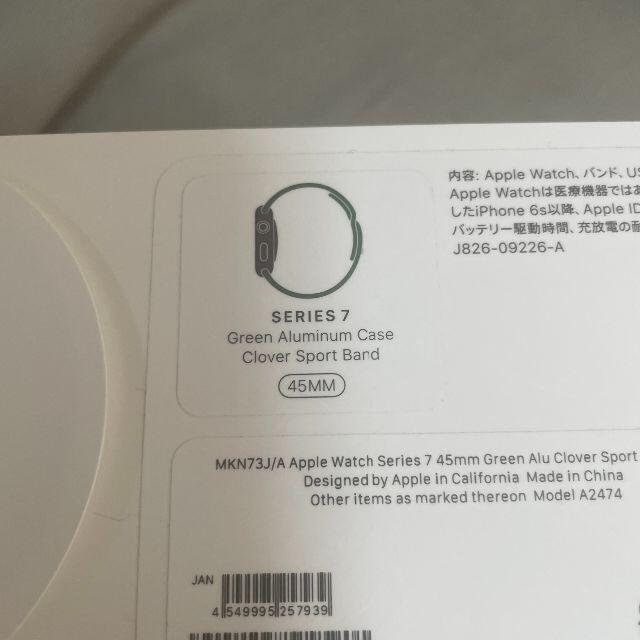 SERIES 7
Green Aluminum Case
Clover Sport Band
45MM
内容: Apple Watch、バンド、US
Apple Watchは医療機器ではあ
したiPhone 6s以降、Apple ID
バッテリー駆動時間、充放電の耐
J826-09226-A
MKN73J/A Apple Watch Series 7 45mm Green Alu Clover Sport
Designed by Apple in California Made in China
Other items as marked thereon Model A2474
JAN
4 549995 257939